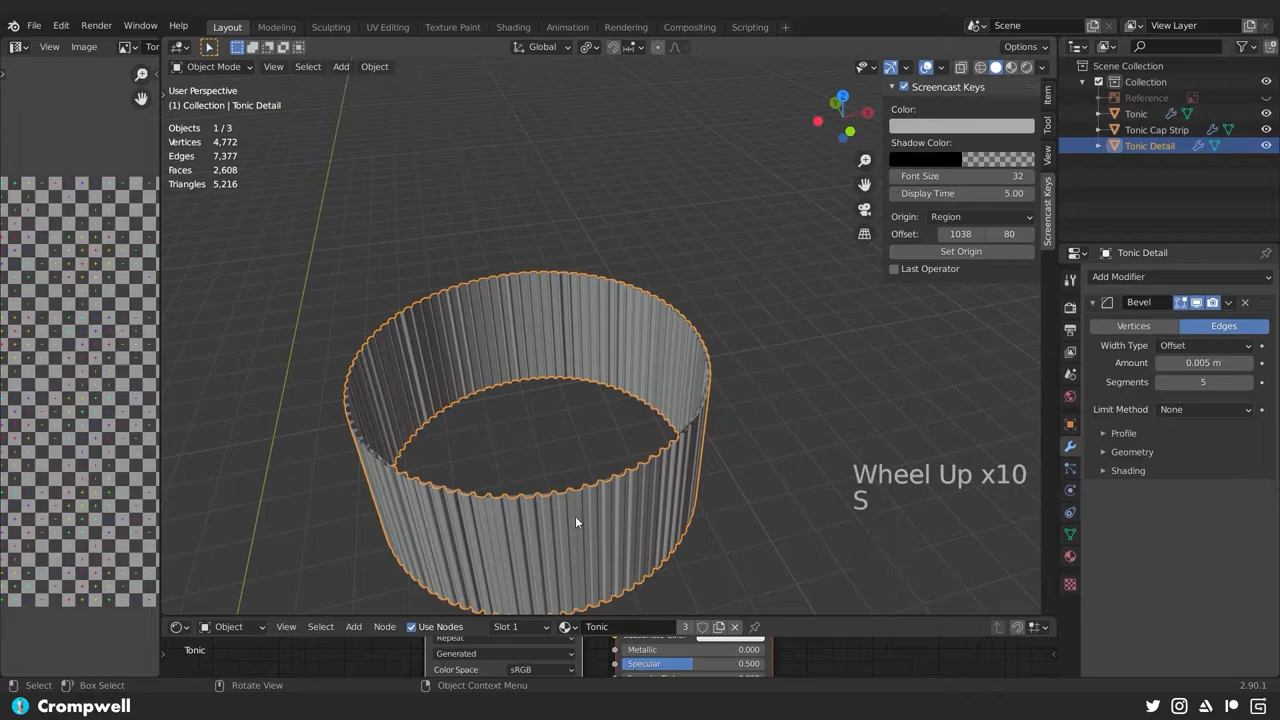 File Edit Render Window Help Layout Modeling Sculpting UV Editing Texture Paint Shading Animation Rendering Compositing Scripting + Scene View Layer
View Image Tor Global Options
Object Mode View Select Add Object
User Perspective
(1) Collection | Tonic Detail
Objects 1 / 3
Vertices 4,772
Edges 7,377
Faces 2,608
Triangles 5,216
Screencast Keys
Color:
Shadow Color:
Font Size 32
Display Time 5.00
Origin: Region
Offset: 1038 80
Set Origin
Last Operator
Item
Tool
View
Screencast Keys
Scene Collection
Collection
Reference
Tonic
Tonic Cap Strip
Tonic Detail
Tonic Detail
Add Modifier
Bevel
Vertices Edges
Width Type Offset
Amount 0.005 m
Segments 5
Limit Method None
Profile
Geometry
Shading
Wheel Up x10
S
Object View Select Add Node Use Nodes Slot 1 Tonic 3
Tonic
Repeat
Generated
Color Space sRGB
Metallic 0.000
Specular 0.500
Select Box Select Rotate View Object Context Menu 2.90.1
Crompwell